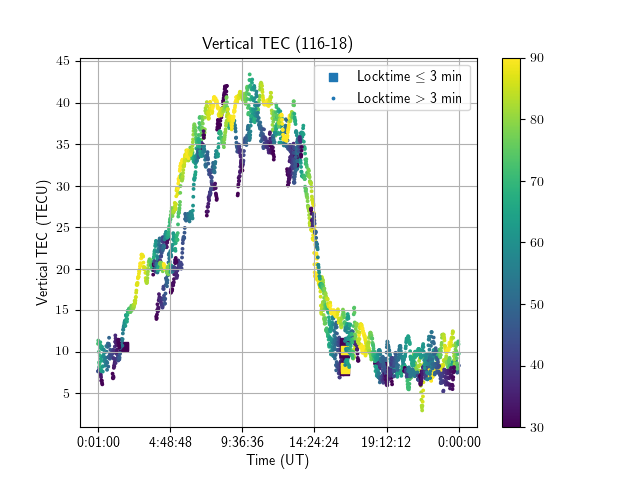 Vertical TEC (116-18)
Locktime ≤ 3 min
Locktime > 3 min
Vertical TEC (TECU)
45
40
35
30
25
20
15
10
5
0:01:00 4:48:48 9:36:36 14:24:24 19:12:12 0:00:00
Time (UT)
90
80
70
60
50
40
30